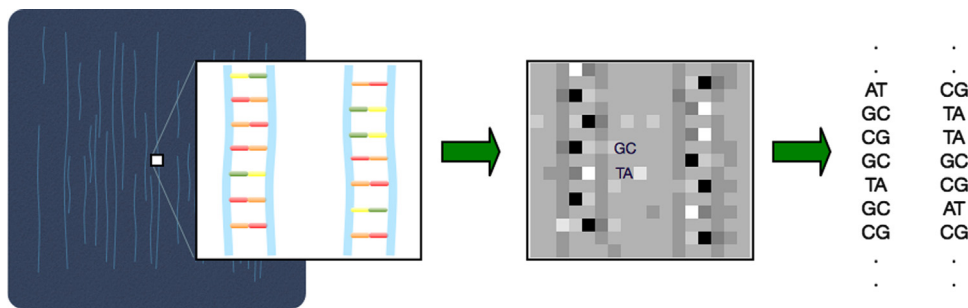 GC
TA
. .
. .
AT CG
GC TA
CG TA
GC GC
TA CG
GC AT
CG CG
. .
. .